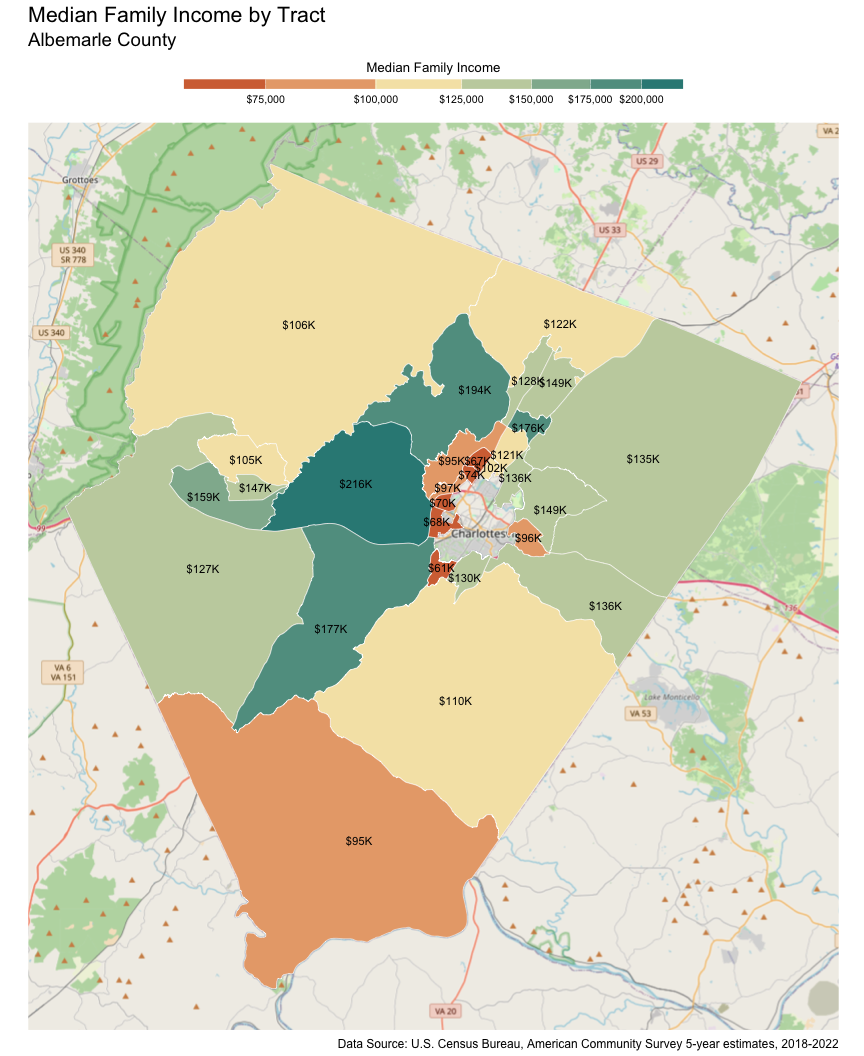 Median Family Income by Tract
Albemarle County
Median Family Income
$75,000 $100,000 $125,000 $150,000 $175,000 $200,000
VA 2
US 29
Grottoes
US 33
US 340
SR 778
$106K
$122K
US 340
$128K $149K
$194K
$176K
$121K
$105K
$95K $67K
$135K
$102K
$74K
$136K
$216K
$147K
$97K
$159K
$70K
$149K
$68K
99
Charlottes
$96K
$61K
$127K
$130K
$136K
$177K
VA 6
VA 151
Lake Monticello
$110K
VA 53
$95K
VA 20
Data Source: U.S. Census Bureau, American Community Survey 5-year estimates, 2018-2022